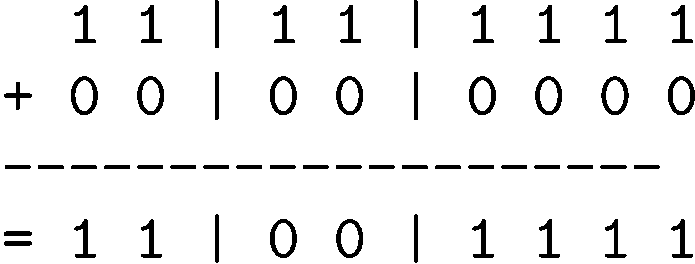 1 1 | 1 1 | 1 1 1 1
+ 0 0 | 0 0 | 0 0 0 0
--------------------
= 1 1 | 0 0 | 1 1 1 1